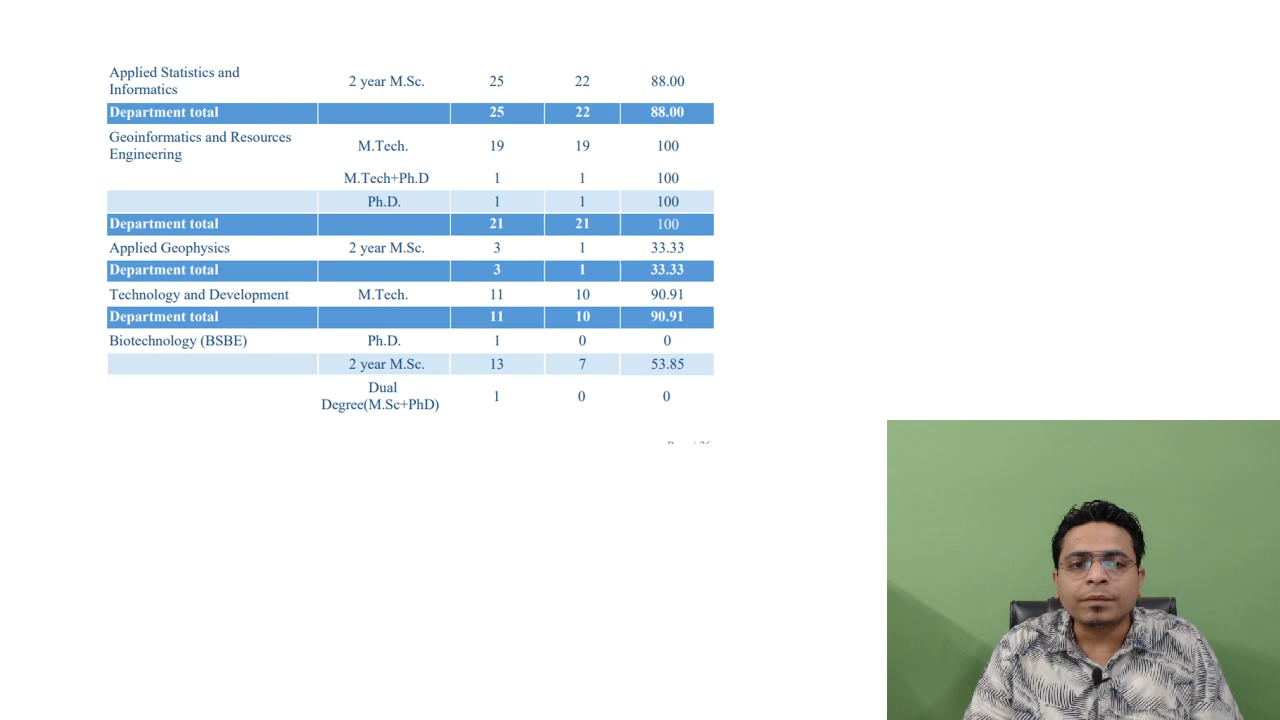 Applied Statistics and
Informatics 2 year M.Sc. 25 22 88.00
Department total 25 22 88.00
Geoinformatics and Resources
Engineering M.Tech. 19 19 100
M.Tech+Ph.D 1 1 100
Ph.D. 1 1 100
Department total 21 21 100
Applied Geophysics 2 year M.Sc. 3 1 33.33
Department total 3 1 33.33
Technology and Development M.Tech. 11 10 90.91
Department total 11 10 90.91
Biotechnology (BSBE) Ph.D. 1 0 0
2 year M.Sc. 13 7 53.85
Dual
Degree(M.Sc+PhD) 1 0 0